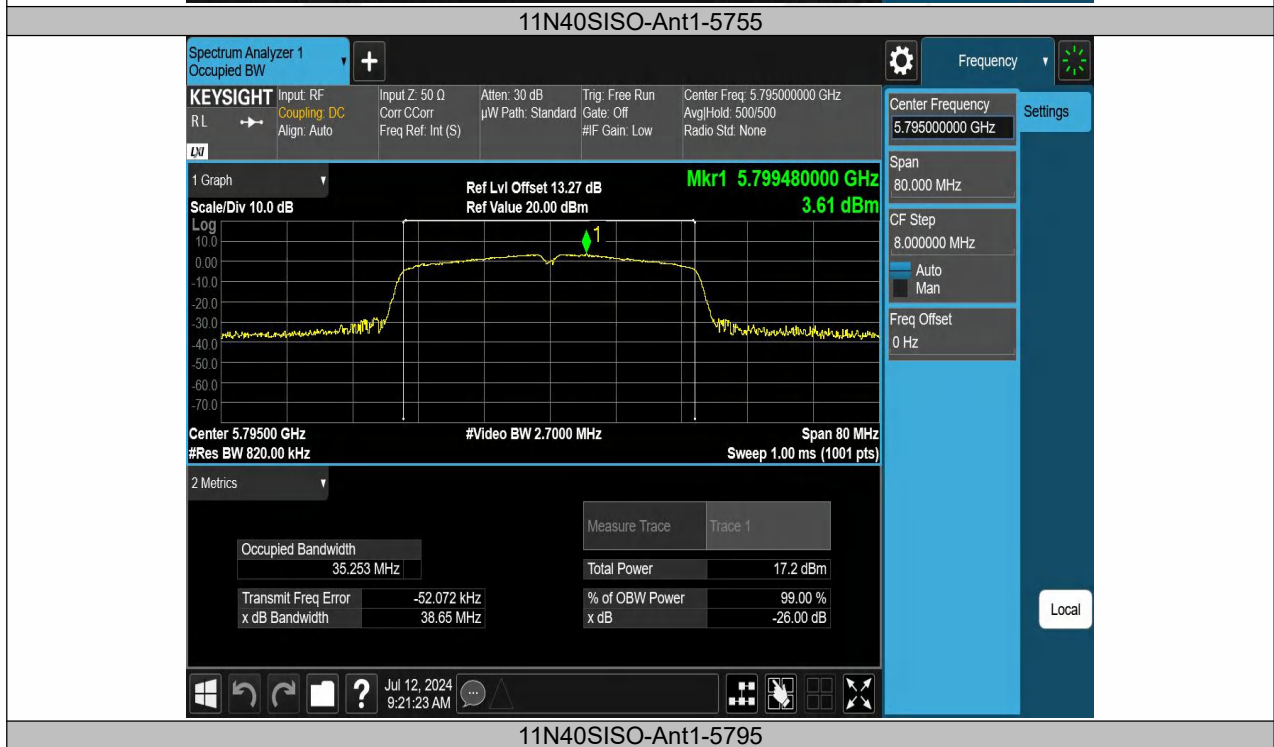 11N40SISO-Ant1-5755
Spectrum Analyzer 1
Occupied BW
Frequency
KEYSIGHT
R L
LXI
Input: RF
Coupling: DC
Align: Auto
Input Z: 50 Ω
Corr CCorr
Freq Ref: Int (S)
Atten: 30 dB
µW Path: Standard
Trig: Free Run
Gate: Off
#IF Gain: Low
Center Freq: 5.795000000 GHz
Avg|Hold: 500/500
Radio Std: None
Center Frequency
5.795000000 GHz
Settings
Span
80.000 MHz
CF Step
8.000000 MHz
Auto
Man
Freq Offset
0 Hz
Local
1 Graph
Scale/Div 10.0 dB
Ref Lvl Offset 13.27 dB
Ref Value 20.00 dBm
Mkr1 5.799480000 GHz
3.61 dBm
Log
10.0
0.00
-10.0
-20.0
-30.0
-40.0
-50.0
-60.0
-70.0
1
Center 5.79500 GHz
#Res BW 820.00 kHz
#Video BW 2.7000 MHz
Span 80 MHz
Sweep 1.00 ms (1001 pts)
2 Metrics
Measure Trace Trace 1
Occupied Bandwidth
35.253 MHz
Total Power 17.2 dBm
Transmit Freq Error -52.072 kHz
% of OBW Power 99.00 %
x dB Bandwidth 38.65 MHz
x dB -26.00 dB
?
Jul 12, 2024
9:21:23 AM
11N40SISO-Ant1-5795